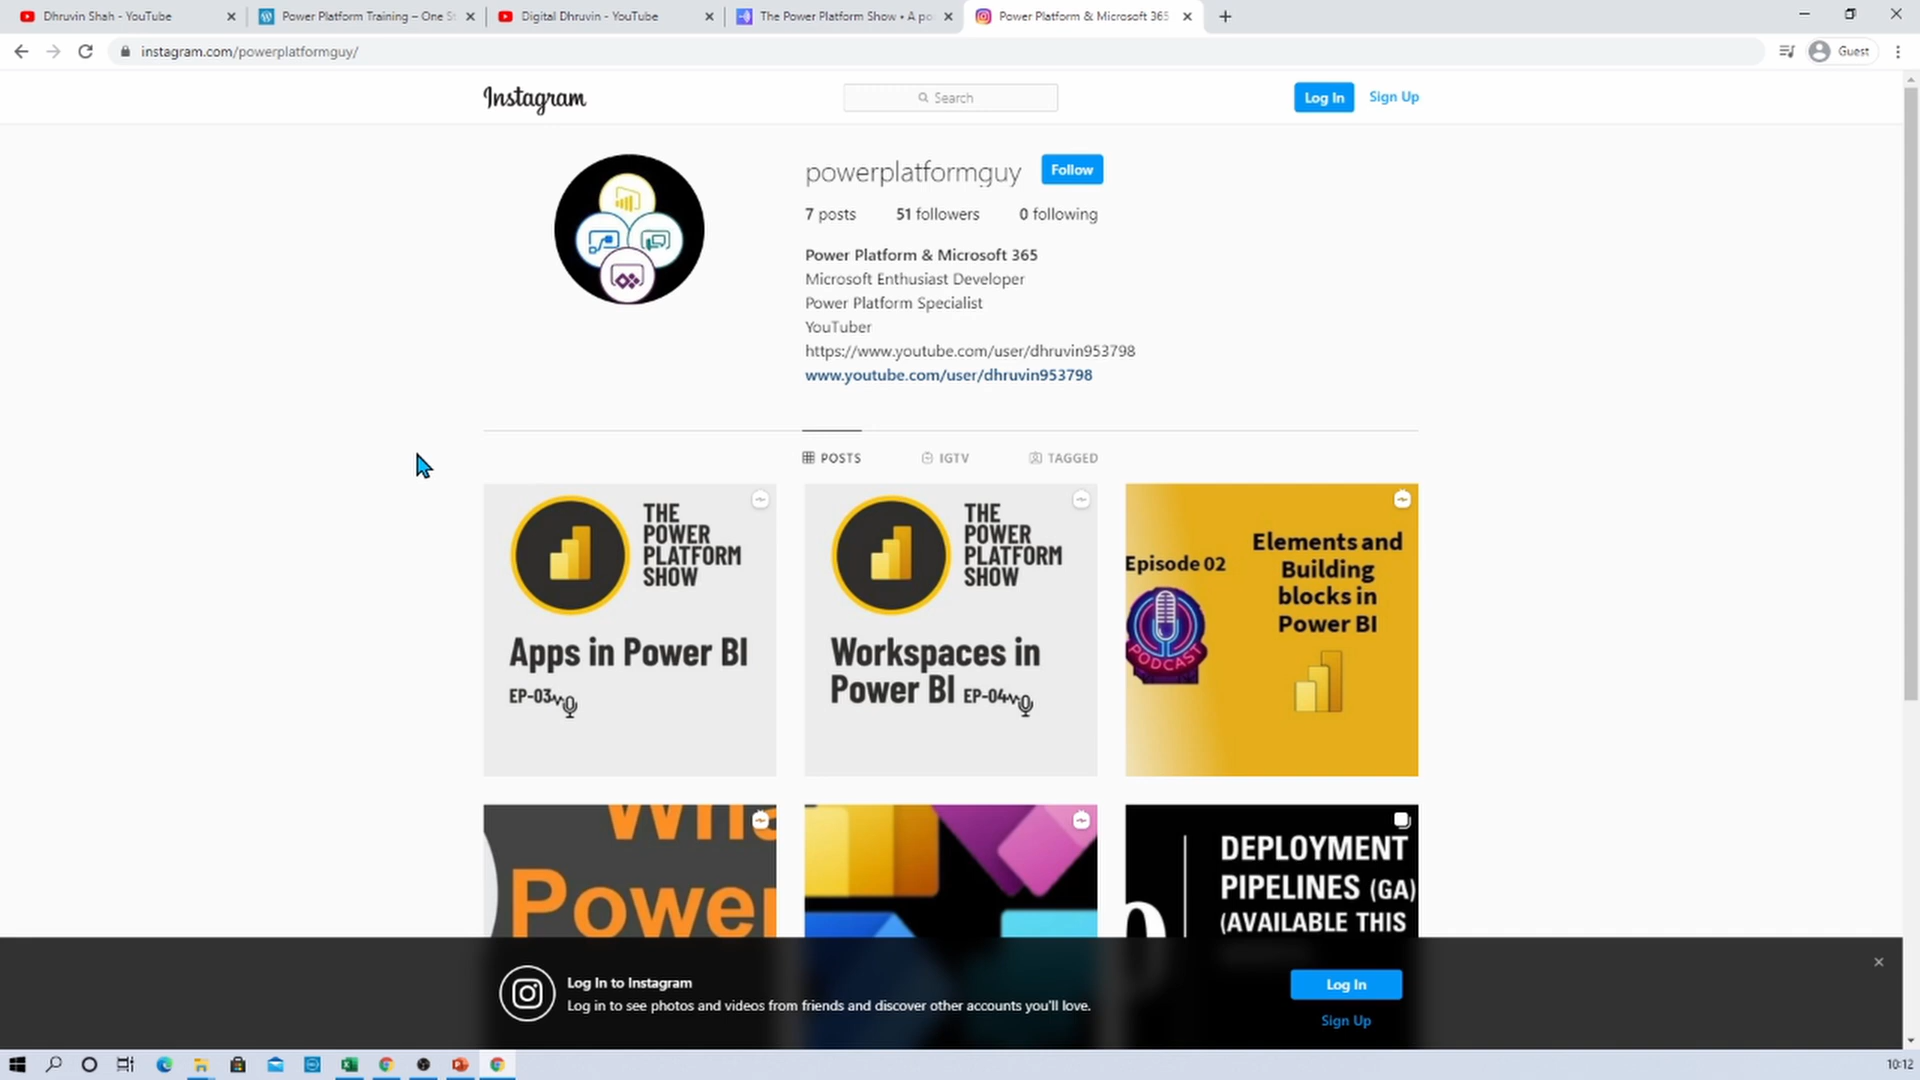 Dhruvin Shah - YouTube
Power Platform Training – One St
Digital Dhruvin - YouTube
The Power Platform Show • A po
Power Platform & Microsoft 365
instagram.com/powerplatformguy/
Guest
Instagram
Search
Log In
Sign Up
powerplatformguy
Follow
7 posts
51 followers
0 following
Power Platform & Microsoft 365
Microsoft Enthusiast Developer
Power Platform Specialist
YouTuber
https://www.youtube.com/user/dhruvin953798
www.youtube.com/user/dhruvin953798
POSTS
IGTV
TAGGED
THE
POWER
PLATFORM
SHOW
Apps in Power BI
EP-03
THE
POWER
PLATFORM
SHOW
Workspaces in
Power BI EP-04
Episode 02
PODCAST
Elements and
Building
blocks in
Power BI
Power
DEPLOYMENT
PIPELINES (GA)
(AVAILABLE THIS
Log In to Instagram
Log in to see photos and videos from friends and discover other accounts you'll love.
Log In
Sign Up
10:12